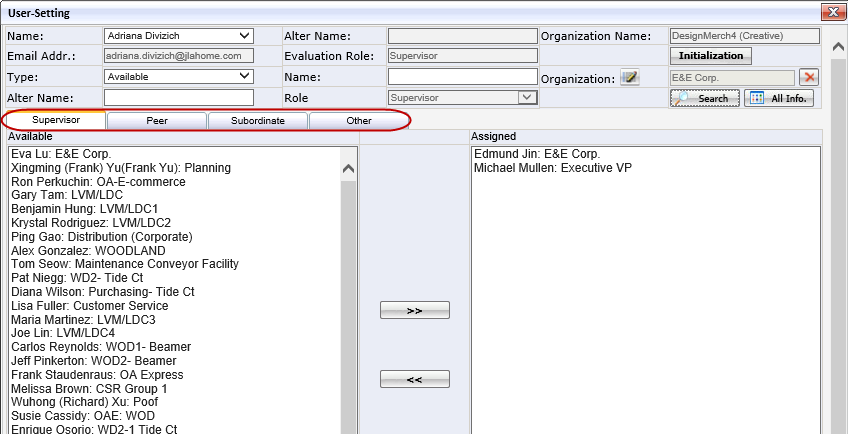 User-Setting
Name: Adriana Divizich Alter Name: Organization Name: DesignMerch4 (Creative)
Email Addr.: adriana.divizich@jlahome.com Evaluation Role: Supervisor Initialization
Type: Available Name: Organization: E&E Corp.
Alter Name: Role Supervisor Search All Info.
Supervisor Peer Subordinate Other
Available Assigned
Eva Lu: E&E Corp.
Xingming (Frank) Yu(Frank Yu): Planning
Ron Perkuchin: OA-E-commerce
Gary Tam: LVM/LDC
Benjamin Hung: LVM/LDC1
Krystal Rodriguez: LVM/LDC2
Ping Gao: Distribution (Corporate)
Alex Gonzalez: WOODLAND
Tom Seow: Maintenance Conveyor Facility
Pat Niegg: WD2- Tide Ct
Diana Wilson: Purchasing- Tide Ct
Lisa Fuller: Customer Service
Maria Martinez: LVM/LDC3
Joe Lin: LVM/LDC4
Carlos Reynolds: WOD1- Beamer
Jeff Pinkerton: WOD2- Beamer
Frank Staudenraus: OA Express
Melissa Brown: CSR Group 1
Wuhong (Richard) Xu: Poof
Susie Cassidy: OAE: WOD
Enrique Osorio: WD2-1 Tide Ct
>>
<<
Edmund Jin: E&E Corp.
Michael Mullen: Executive VP